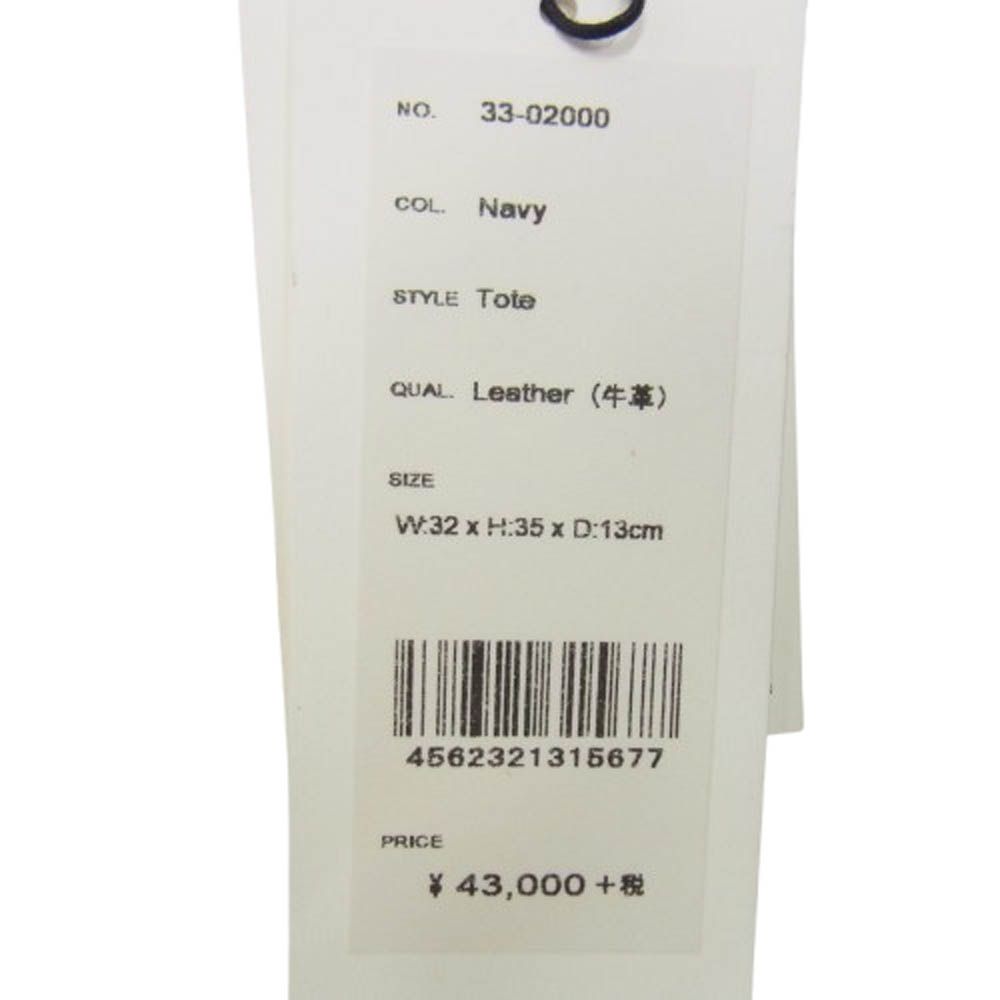 NO. 33-02000
COL. Navy
STYLE Tote
QUAL. Leather (牛革)
SIZE
W:32 x H:35 x D:13cm
4562321315677
PRICE
¥ 43,000 +税